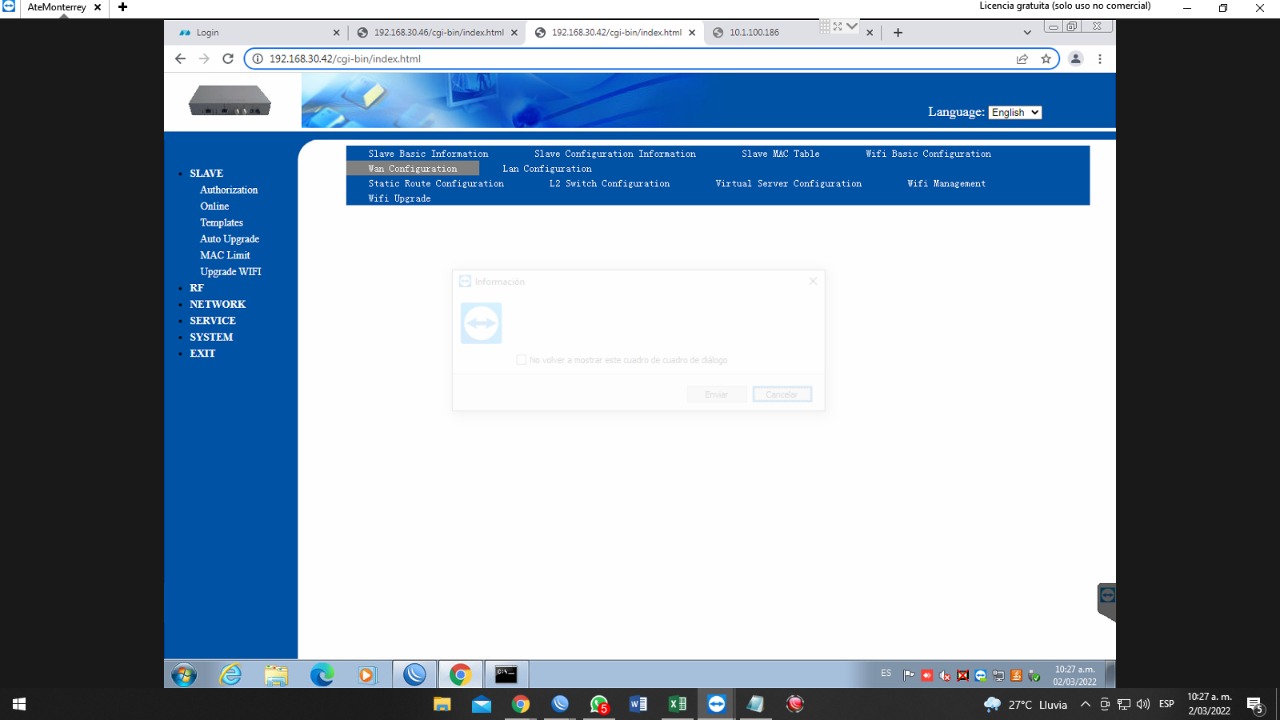 AteMonterrey
Licencia gratuita (solo uso no comercial)
Login
192.168.30.46/cgi-bin/index.html
192.168.30.42/cgi-bin/index.html
10.1.100.186
192.168.30.42/cgi-bin/index.html
Language: English
Slave Basic Information Slave Configuration Information Slave MAC Table Wifi Basic Configuration
Wan Configuration Lan Configuration
Static Route Configuration L2 Switch Configuration Virtual Server Configuration Wifi Management
Wifi Upgrade
SLAVE
Authorization
Online
Templates
Auto Upgrade
MAC Limit
Upgrade WIFI
RF
NETWORK
SERVICE
SYSTEM
EXIT
Información
No volver a mostrar este cuadro de cuadro de diálogo
Enviar Cancelar
ES
10:27 a.m.
02/03/2022
5
27°C Lluvia
ESP
10:27 a. m.
2/03/2022
5